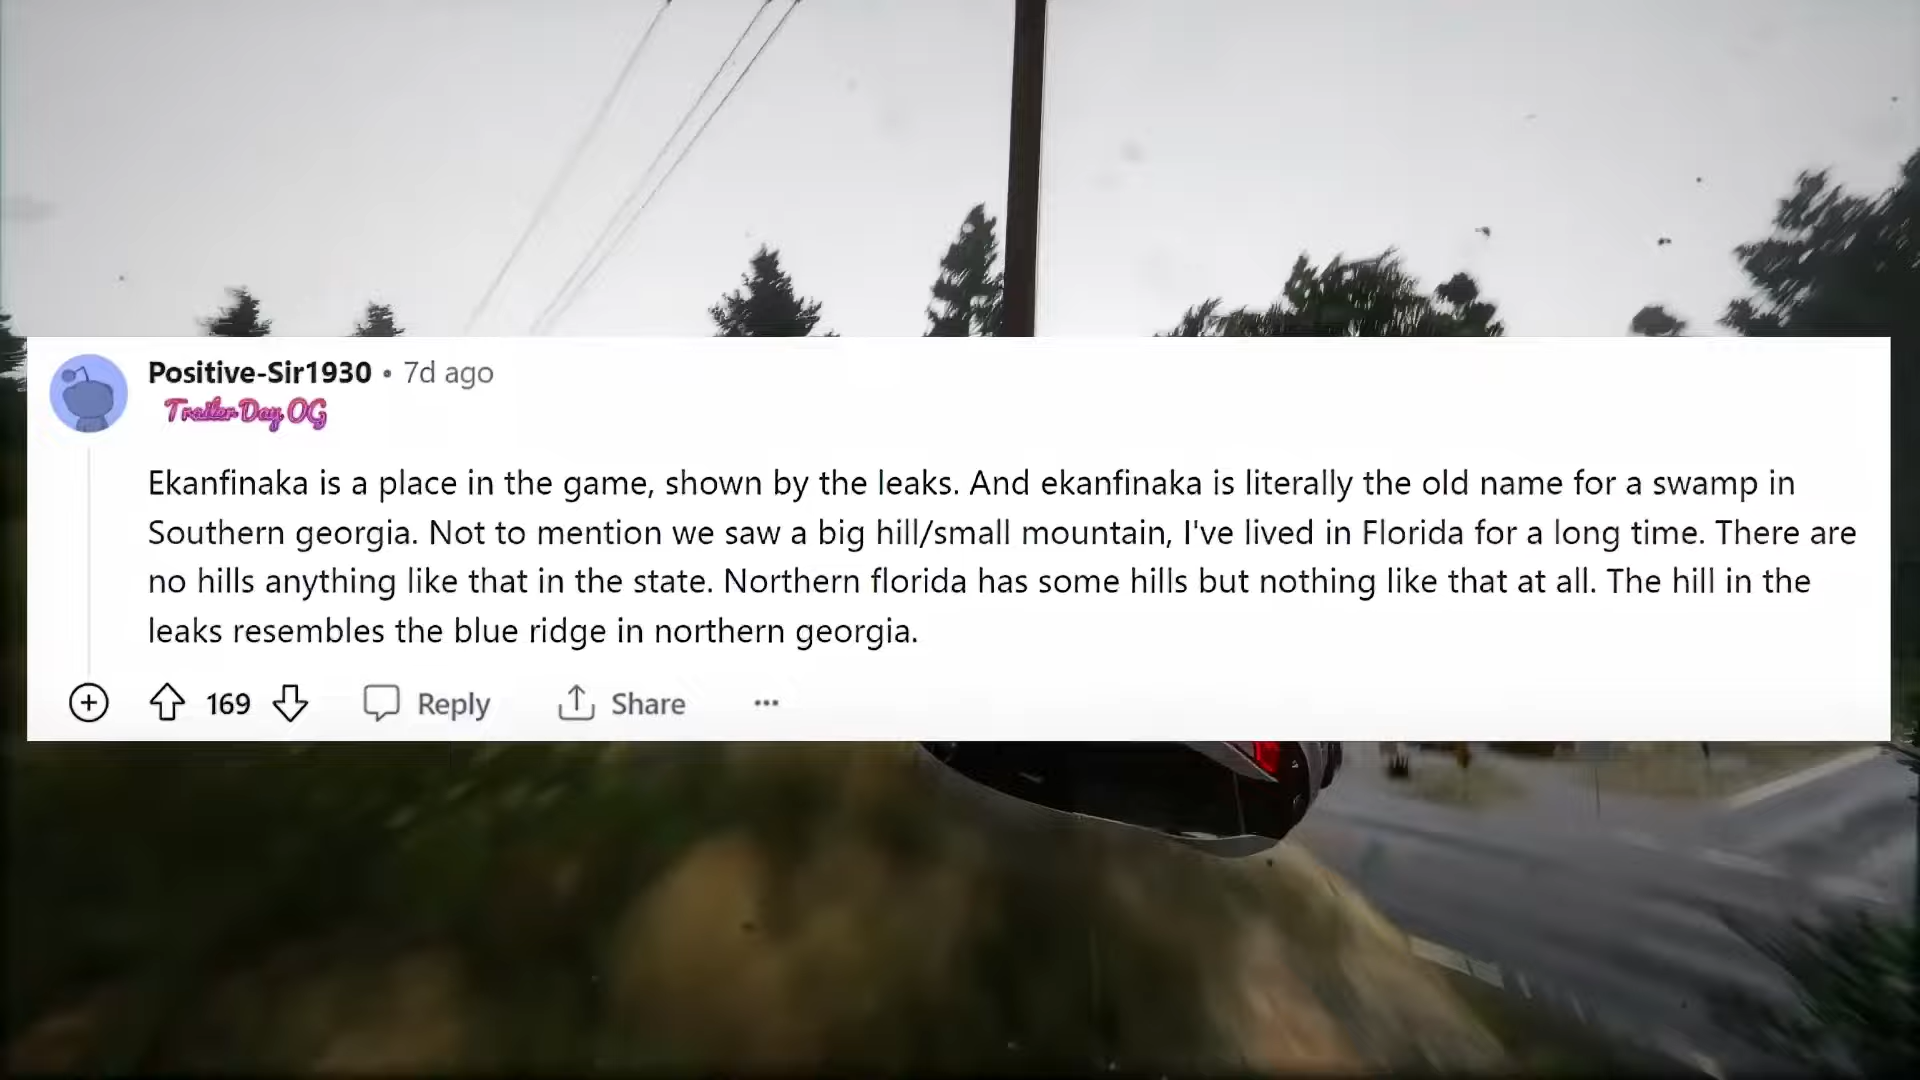 Positive-Sir1930 • 7d ago
Trailer Day OG
Ekanfinaka is a place in the game, shown by the leaks. And ekanfinaka is literally the old name for a swamp in
Southern georgia. Not to mention we saw a big hill/small mountain, I've lived in Florida for a long time. There are
no hills anything like that in the state. Northern florida has some hills but nothing like that at all. The hill in the
leaks resembles the blue ridge in northern georgia.
169 Reply Share